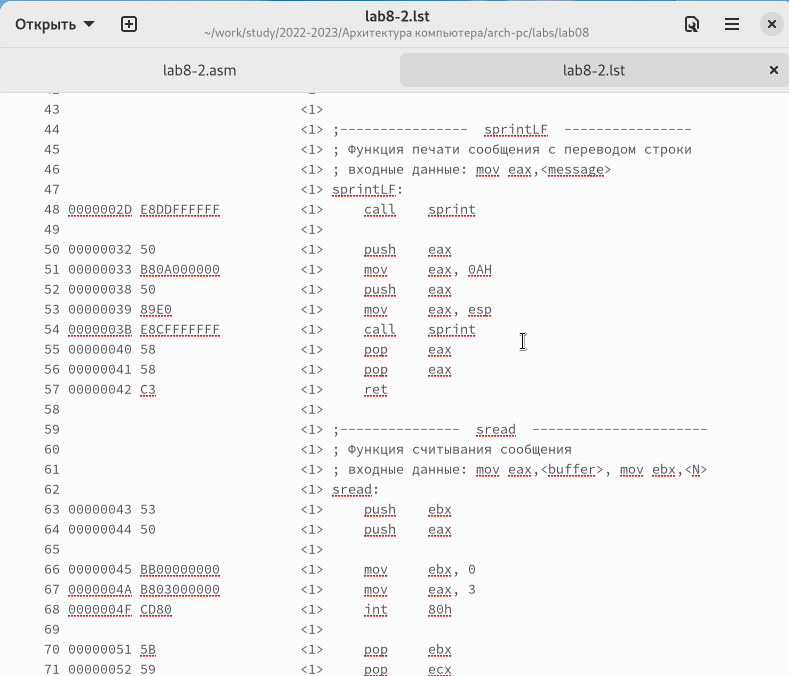 Открыть
lab8-2.lst
~/work/study/2022-2023/Архитектура компьютера/arch-pc/labs/lab08
lab8-2.asm
lab8-2.lst
43 <1>
44 <1> ;---------------- sprintLF ----------------
45 <1> ; Функция печати сообщения с переводом строки
46 <1> ; входные данные: mov eax,<message>
47 <1> sprintLF:
48 0000002D E8DDFFFFFF <1> call sprint
49 <1>
50 00000032 50 <1> push eax
51 00000033 B80A000000 <1> mov eax, 0AH
52 00000038 50 <1> push eax
53 00000039 89E0 <1> mov eax, esp
54 0000003B E8CFFFFFFF <1> call sprint
55 00000040 58 <1> pop eax
56 00000041 58 <1> pop eax
57 00000042 C3 <1> ret
58 <1>
59 <1> ;--------------- sread ----------------------
60 <1> ; Функция считывания сообщения
61 <1> ; входные данные: mov eax,<buffer>, mov ebx,<N>
62 <1> sread:
63 00000043 53 <1> push ebx
64 00000044 50 <1> push eax
65 <1>
66 00000045 BB00000000 <1> mov ebx, 0
67 0000004A B803000000 <1> mov eax, 3
68 0000004F CD80 <1> int 80h
69 <1>
70 00000051 5B <1> pop ebx
71 00000052 59 <1> pop ecx